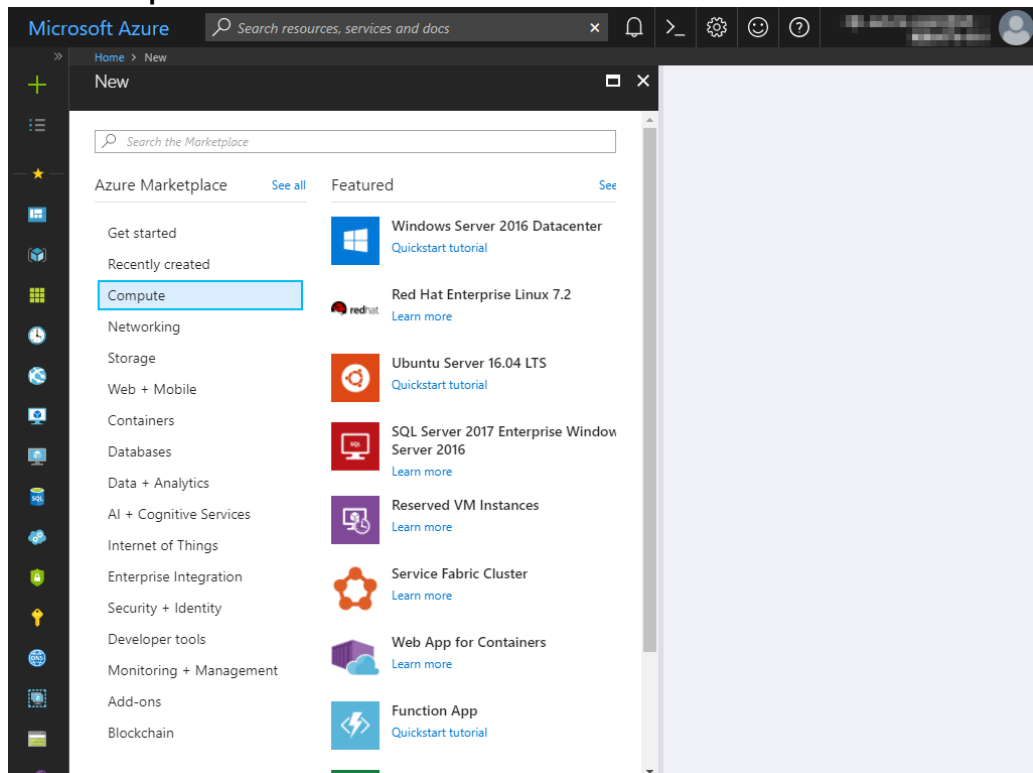 Microsoft Azure
Search resources, services and docs
Home > New
New
Search the Marketplace
Azure Marketplace
See all
Get started
Recently created
Compute
Networking
Storage
Web + Mobile
Containers
Databases
Data + Analytics
AI + Cognitive Services
Internet of Things
Enterprise Integration
Security + Identity
Developer tools
Monitoring + Management
Add-ons
Blockchain
Featured
See
Windows Server 2016 Datacenter
Quickstart tutorial
redhat
Red Hat Enterprise Linux 7.2
Learn more
Ubuntu Server 16.04 LTS
Quickstart tutorial
SQL
SQL Server 2017 Enterprise Window
Server 2016
Learn more
Reserved VM Instances
Learn more
Service Fabric Cluster
Learn more
Web App for Containers
Learn more
Function App
Quickstart tutorial
SQL
DNS